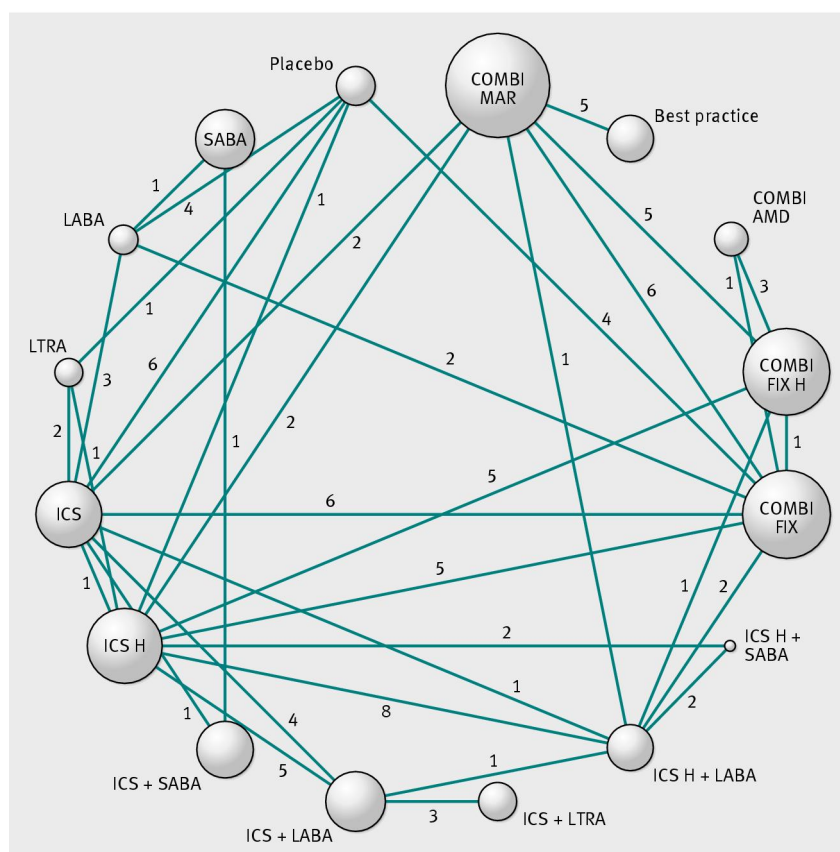 Placebo
COMBI
MAR
5
Best practice
SABA
1
4
1
COMBI
AMD
LABA
5
2
1
3
6
1
4
LTRA
6
3
2
1
COMBI
FIX H
2
2
1
1
1
5
6
ICS
COMBI
FIX
5
1
1
2
ICS H
2
ICS H +
SABA
1
8
2
1
4
5
1
ICS + SABA
ICS H + LABA
ICS + LABA
3
ICS + LTRA